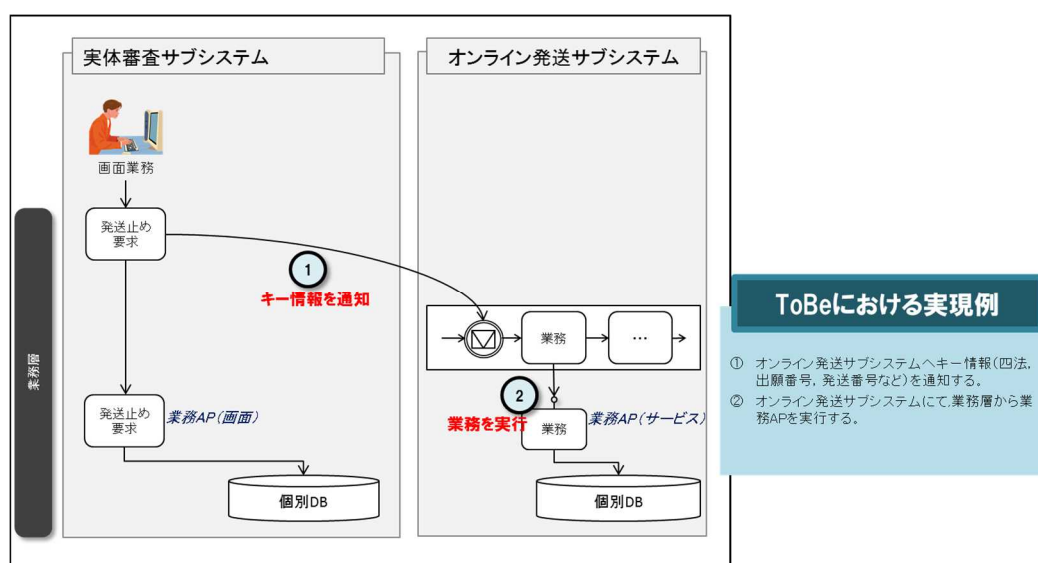 実体審査サブシステム
オンライン発送サブシステム
画面業務
発送止め
要求
1
キー情報を通知
業務
…
業務層
発送止め
要求
業務AP(画面)
2
業務を実行
業務
業務AP(サービス)
個別DB
個別DB
ToBeにおける実現例
① オンライン発送サブシステムへキー情報(四法,
出願番号, 発送番号など)を通知する。
② オンライン発送サブシステムにて,業務層から業
務APを実行する。